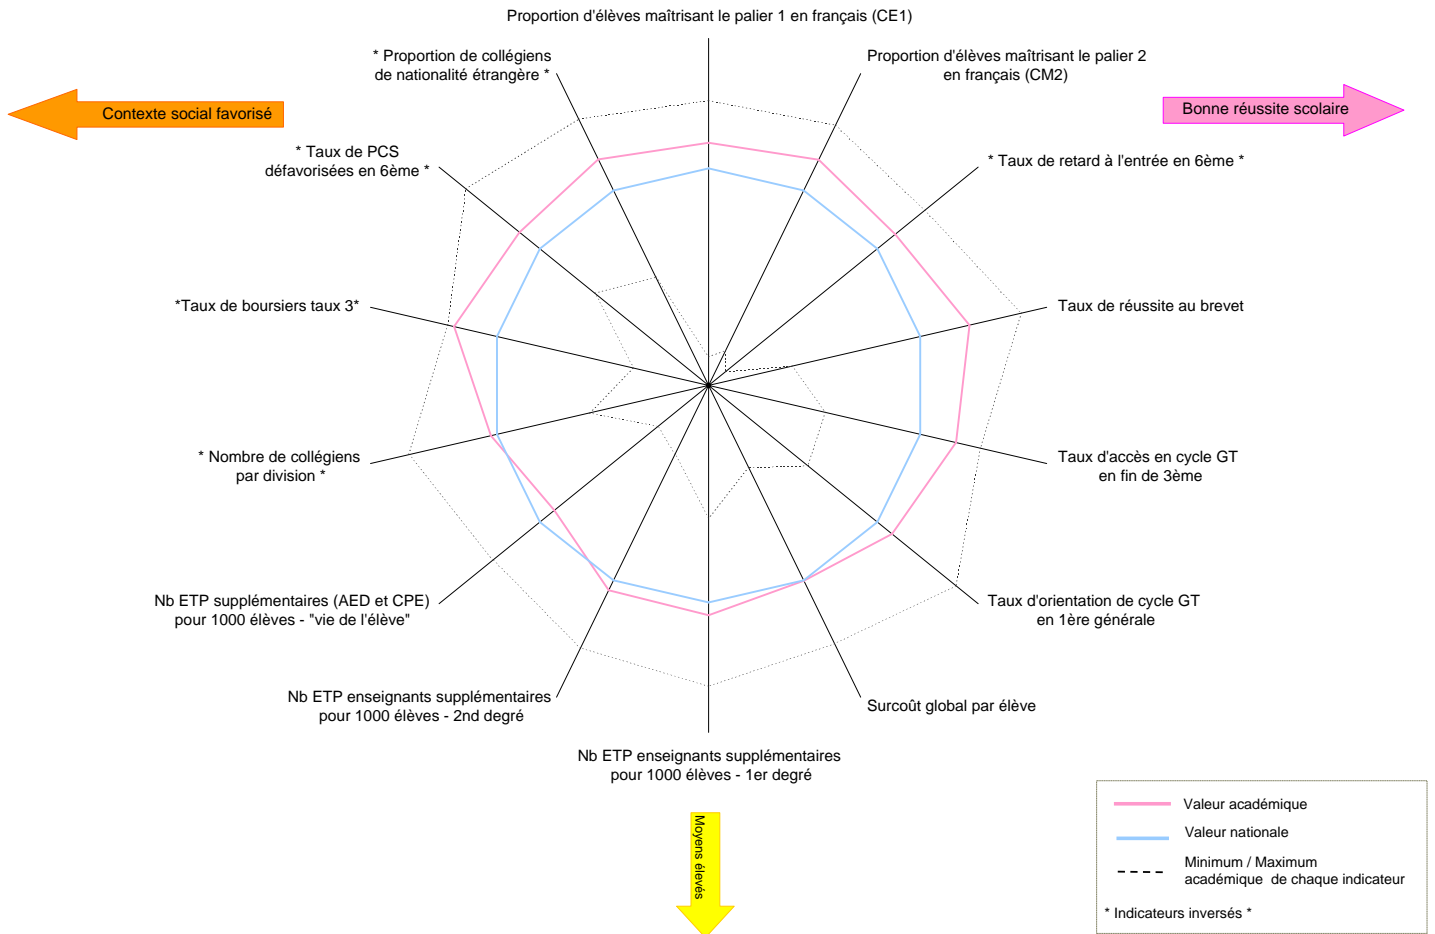 Proportion d'élèves maîtrisant le palier 1 en français (CE1)
* Proportion de collégiens
de nationalité étrangère *
Proportion d'élèves maîtrisant le palier 2
en français (CM2)
Contexte social favorisé
Bonne réussite scolaire
* Taux de PCS
défavorisées en 6ème *
* Taux de retard à l'entrée en 6ème *
*Taux de boursiers taux 3*
Taux de réussite au brevet
* Nombre de collégiens
par division *
Taux d'accès en cycle GT
en fin de 3ème
Nb ETP supplémentaires (AED et CPE)
pour 1000 élèves - "vie de l'élève"
Taux d'orientation de cycle GT
en 1ère générale
Nb ETP enseignants supplémentaires
pour 1000 élèves - 2nd degré
Surcoût global par élève
Nb ETP enseignants supplémentaires
pour 1000 élèves - 1er degré
Moyens élevés
Valeur académique
Valeur nationale
Minimum / Maximum
académique de chaque indicateur
* Indicateurs inversés *